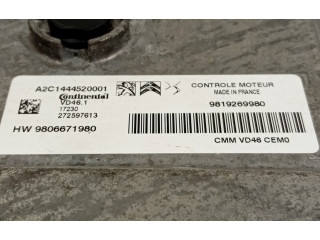 A2C1444520001
Continental
VD46.1
17230
272597613
HW 9806671980
CONTROLE MOTEUR
MADE IN FRANCE
9819269980
CMM VD46 CEM0